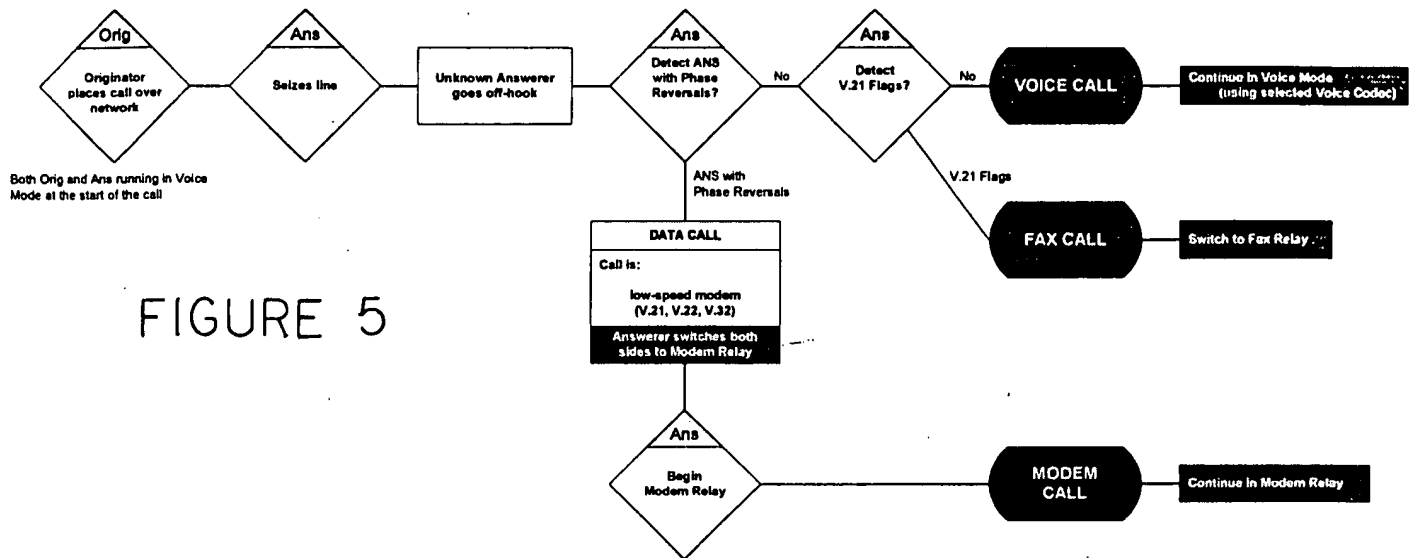 Orig
Originator
places call over
network
Both Orig and Ans running in Voice
Mode at the start of the call
Ans
Seizes line
Unknown Answerer
goes off-hook
Ans
Detect ANS
with Phase
Reversals?
No
Ans
Detect
V.21 Flags?
No
VOICE CALL
Continue In Voice Mode
(using selected Voice Codec)
ANS with
Phase Reversals
V.21 Flags
FAX CALL
Switch to Fax Relay
DATA CALL
Call is:
low-speed modem
(V.21, V.22, V.32)
Answerer switches both
sides to Modem Relay
FIGURE 5
Ans
Begin
Modem Relay
MODEM
CALL
Continue In Modem Relay